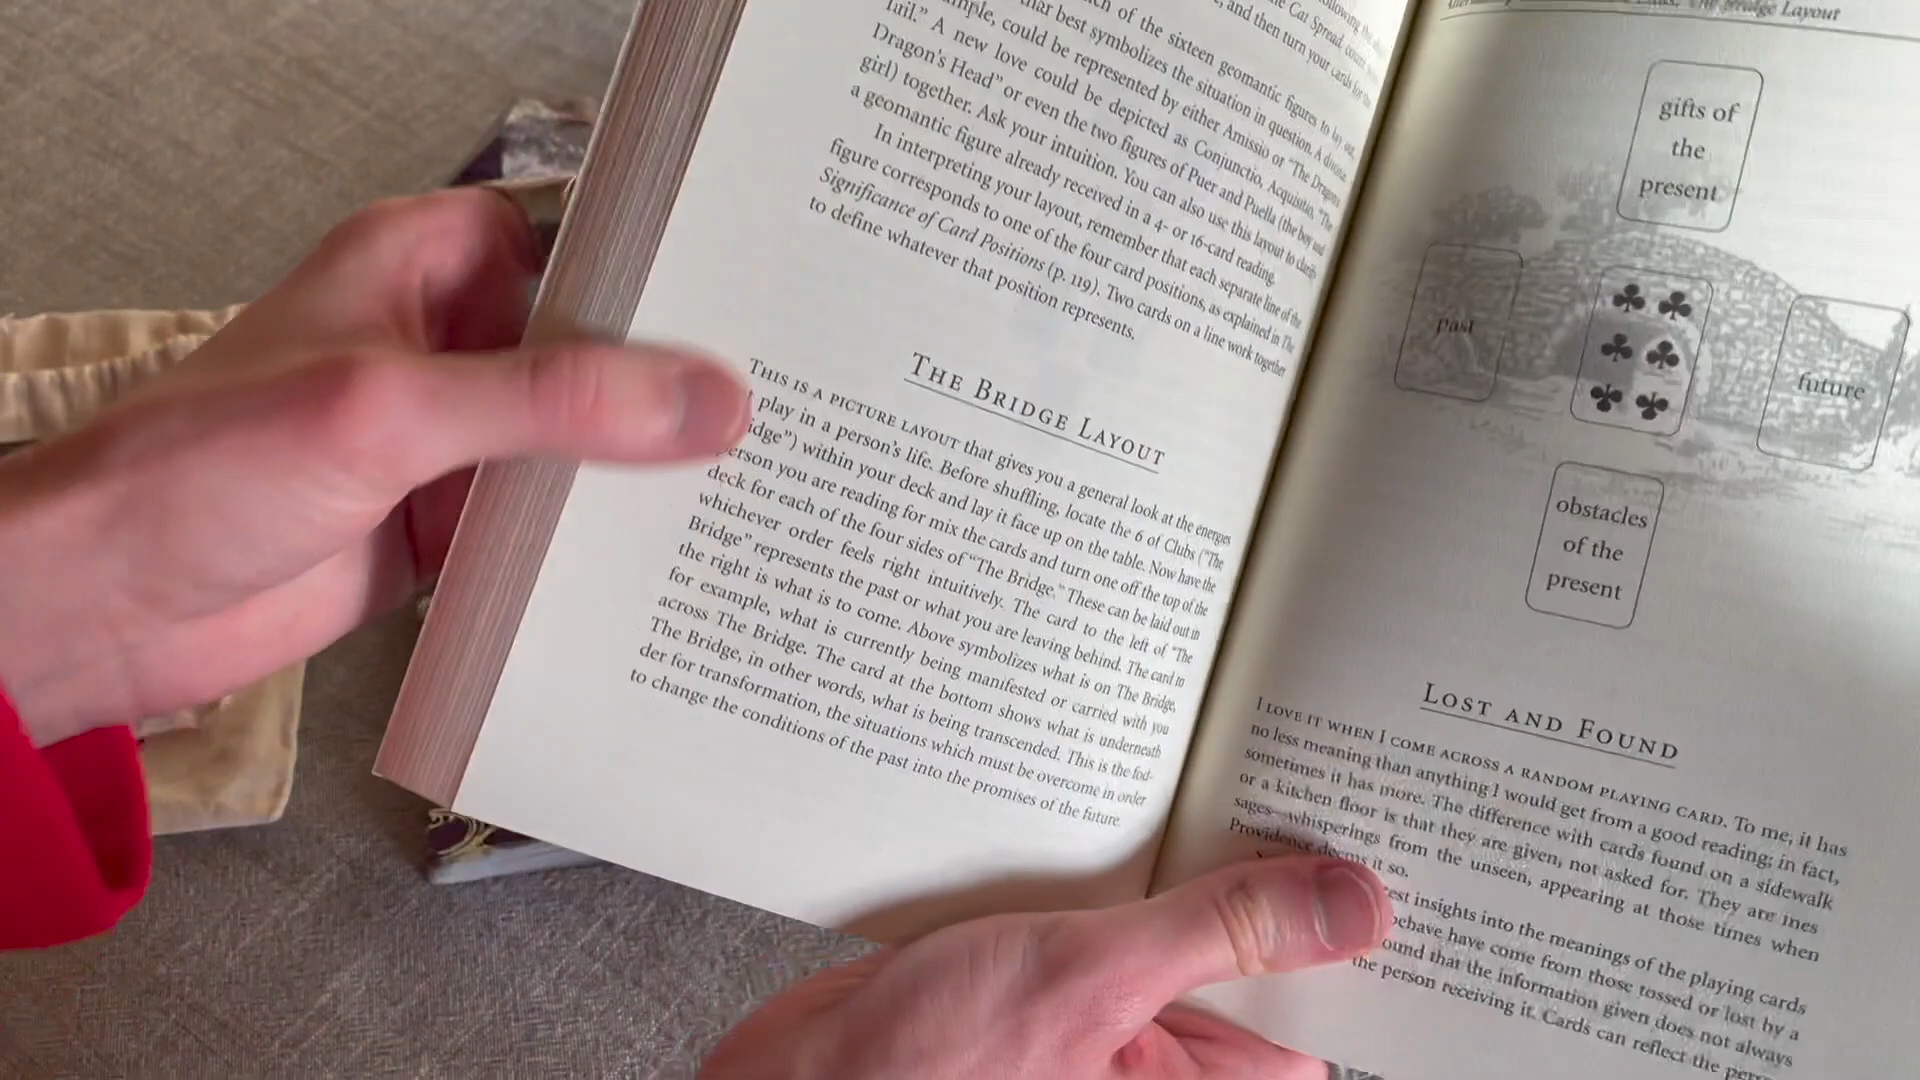 following the
the Cat Spread, count
, and then turn your cards for the
of the sixteen geomantic figures to lay out,
that best symbolizes the situation in question. A divorce,
could be represented by either Amissio or "The Dragon's
Tail." A new love could be depicted as Conjunctio, Acquisitio, "The
Dragon's Head" or even the two figures of Puer and Puella (the boy and
girl) together. Ask your intuition. You can also use this layout to clarify
a geomantic figure already received in a 4- or 16-card reading.
In interpreting your layout, remember that each separate line of the
figure corresponds to one of the four card positions, as explained in The
Significance of Card Positions (p. 119). Two cards on a line work together
to define whatever that position represents.
The Bridge Layout
This is a picture layout that gives you a general look at the energies
play in a person's life. Before shuffling, locate the 6 of Clubs ("The
idge") within your deck and lay it face up on the table. Now have the
person you are reading for mix the cards and turn one off the top of the
deck for each of the four sides of "The Bridge." These can be laid out in
whichever order feels right intuitively. The card to the left of "The
Bridge" represents the past or what you are leaving behind. The card to
the right is what is to come. Above symbolizes what is on The Bridge,
for example, what is currently being manifested or carried with you
across The Bridge. The card at the bottom shows what is underneath
The Bridge, in other words, what is being transcended. This is the fod-
der for transformation, the situations which must be overcome in order
to change the conditions of the past into the promises of the future.
The Bridge Layout
gifts of
the
present
past
future
obstacles
of the
present
Lost and Found
I love it when I come across a random playing card. To me, it has
no less meaning than anything I would get from a good reading; in fact,
sometimes it has more. The difference with cards found on a sidewalk
or a kitchen floor is that they are given, not asked for. They are mes
sages—whisperings from the unseen, appearing at those times when
Providence deems it so.
est insights into the meanings of the playing cards
behave have come from those tossed or lost by a
ound that the information given does not always
the person receiving it. Cards can reflect the